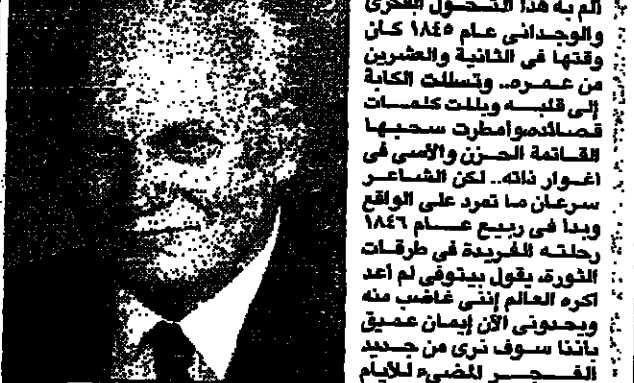 ألم به هذا التحول الفكرى
والوجدانى عام ١٨٤٥ كان
وقتها فى الثانية والعشرين
من عمره.. وتسللت الكآبة
إلى قلبه وبللت كلمات
قصائده وأمطرت سحبها
القاتمة الحزن والأسى فى
أغوار ذاته.. لكن الشاعر
سرعان ما تمرد على الواقع
وبدا فى ربيع عام ١٨٤٦
رحلته الفريدة فى طرقات
الثورة، يقول بيتوفى لم أعد
أكره العالم إننى غاضب منه
ويحدونى الآن إيمان عميق
بأننا سوف نرى من جديد
الفجر المضىء للأيام